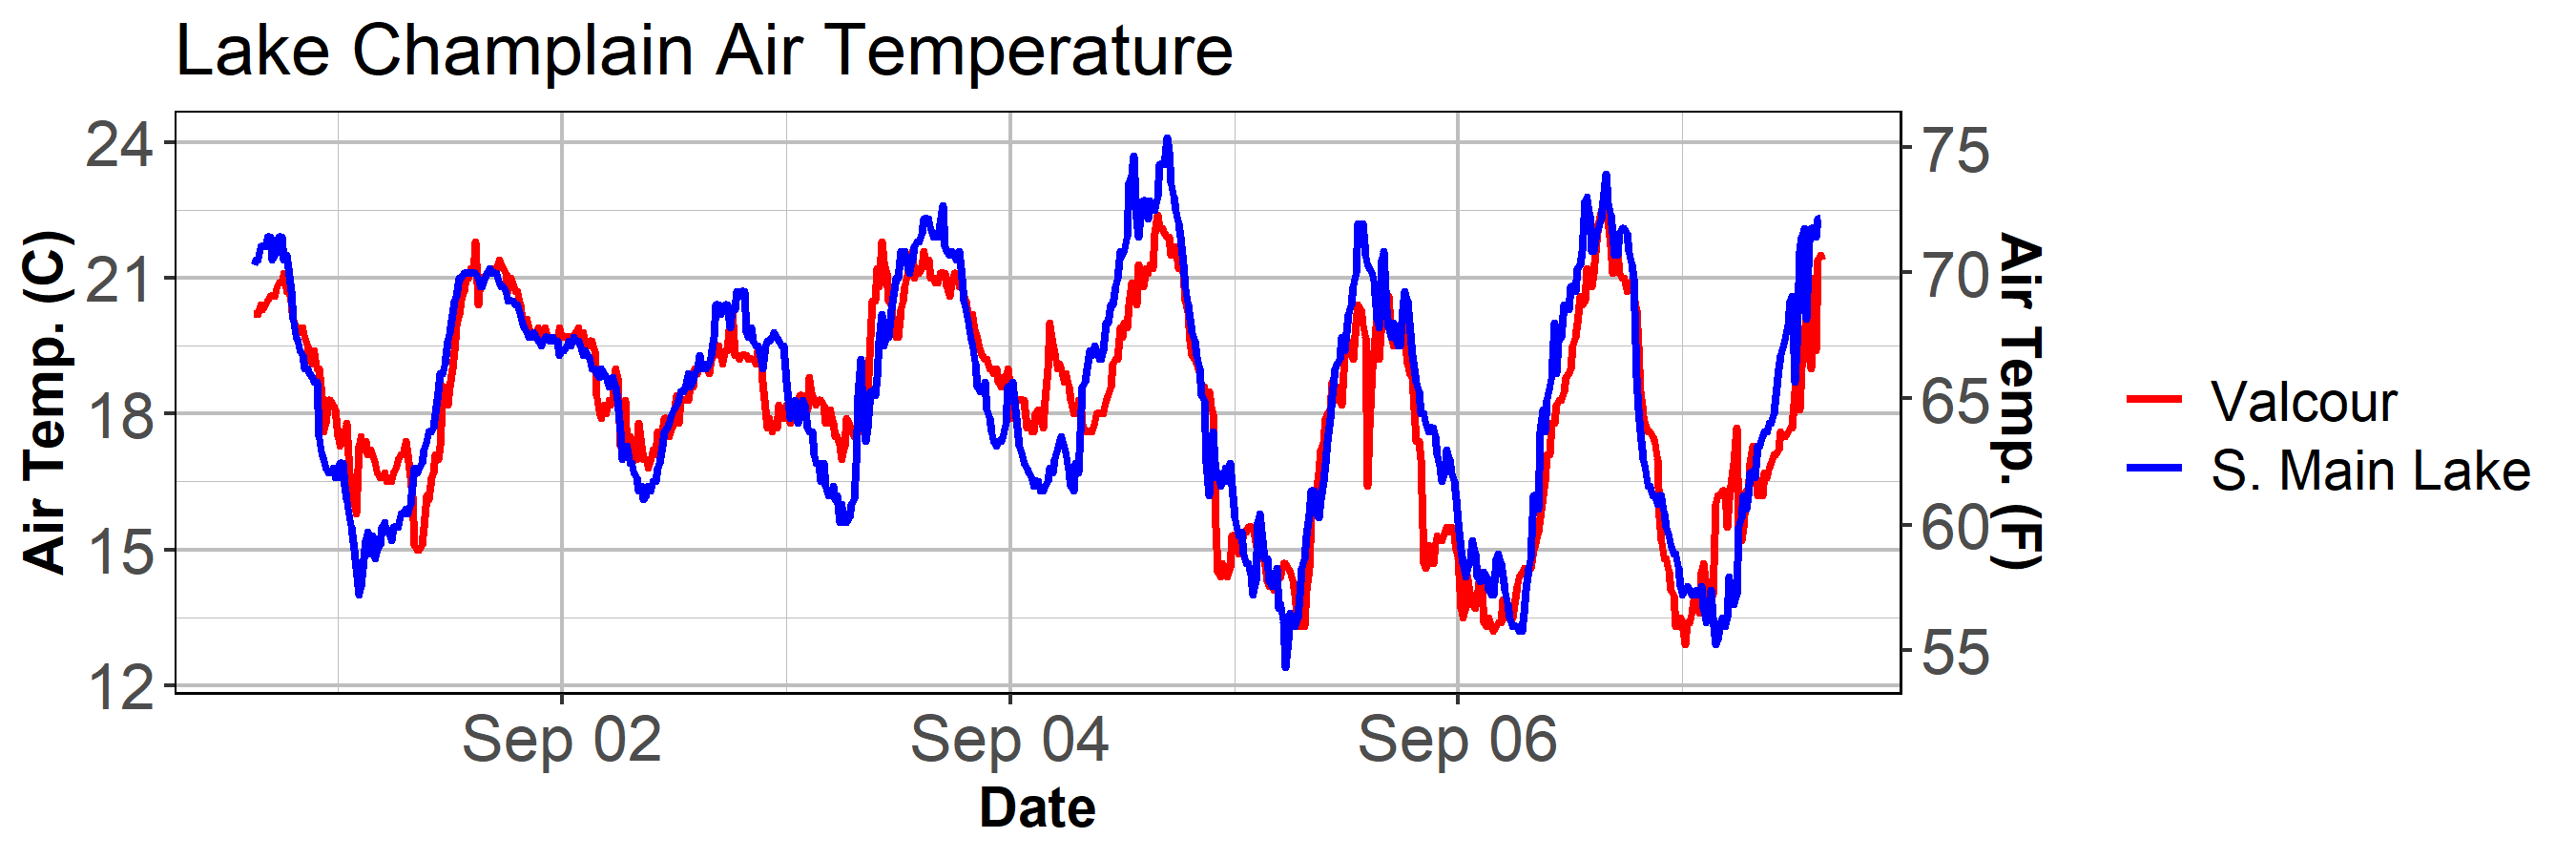 Lake Champlain Air Temperature
Air Temp. (C)
24
21
18
15
12
75
70
65
60
55
Air Temp. (F)
Sep 02
Sep 04
Sep 06
Date
Valcour
S. Main Lake